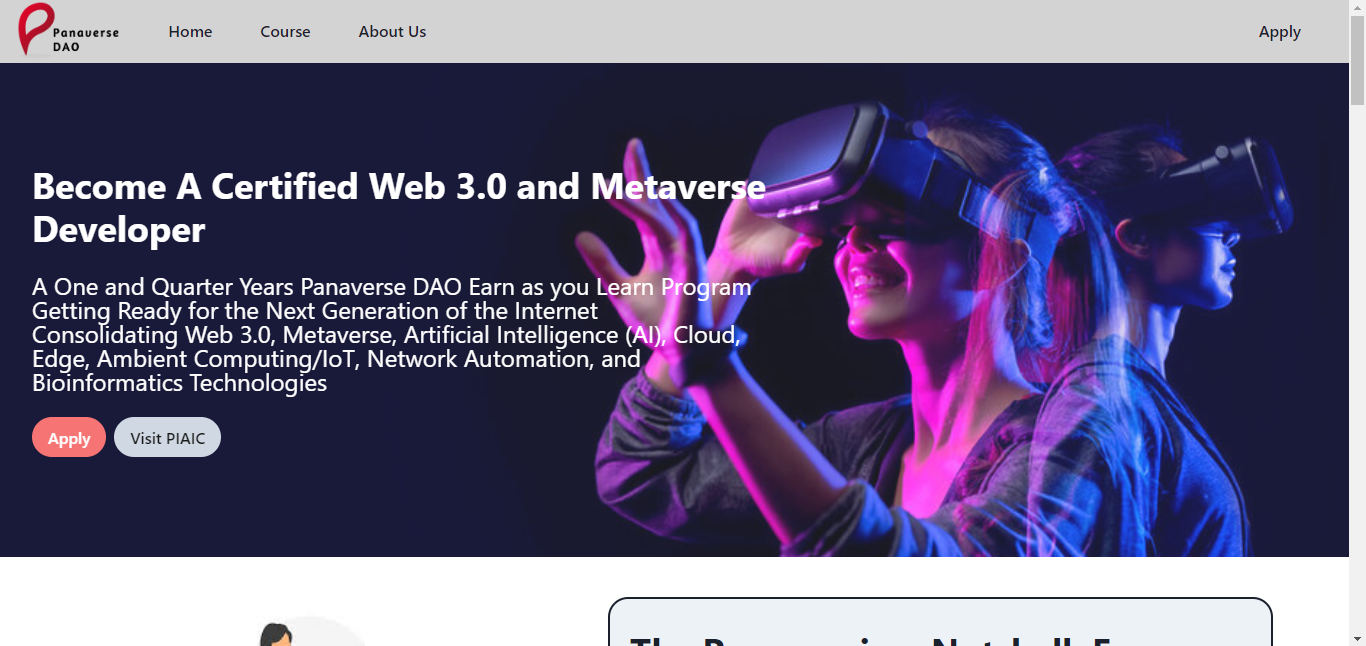 Panaverse
DAO
Home
Course
About Us
Apply
Become A Certified Web 3.0 and Metaverse
Developer
A One and Quarter Years Panaverse DAO Earn as you Learn Program
Getting Ready for the Next Generation of the Internet
Consolidating Web 3.0, Metaverse, Artificial Intelligence (AI), Cloud,
Edge, Ambient Computing/IoT, Network Automation, and
Bioinformatics Technologies
Apply
Visit PIAIC